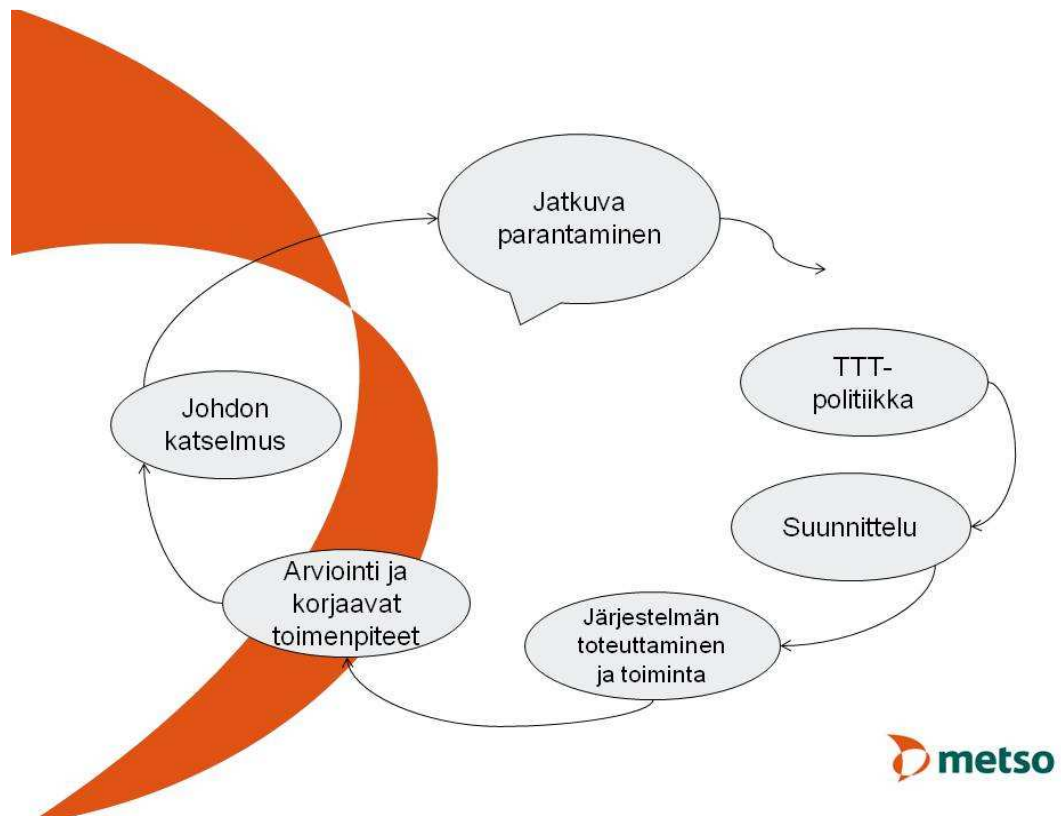 Jatkuva
parantaminen
TTT-
politiikka
Suunnittelu
Järjestelmän
toteuttaminen
ja toiminta
Arviointi ja
korjaavat
toimenpiteet
Johdon
katselmus
metso